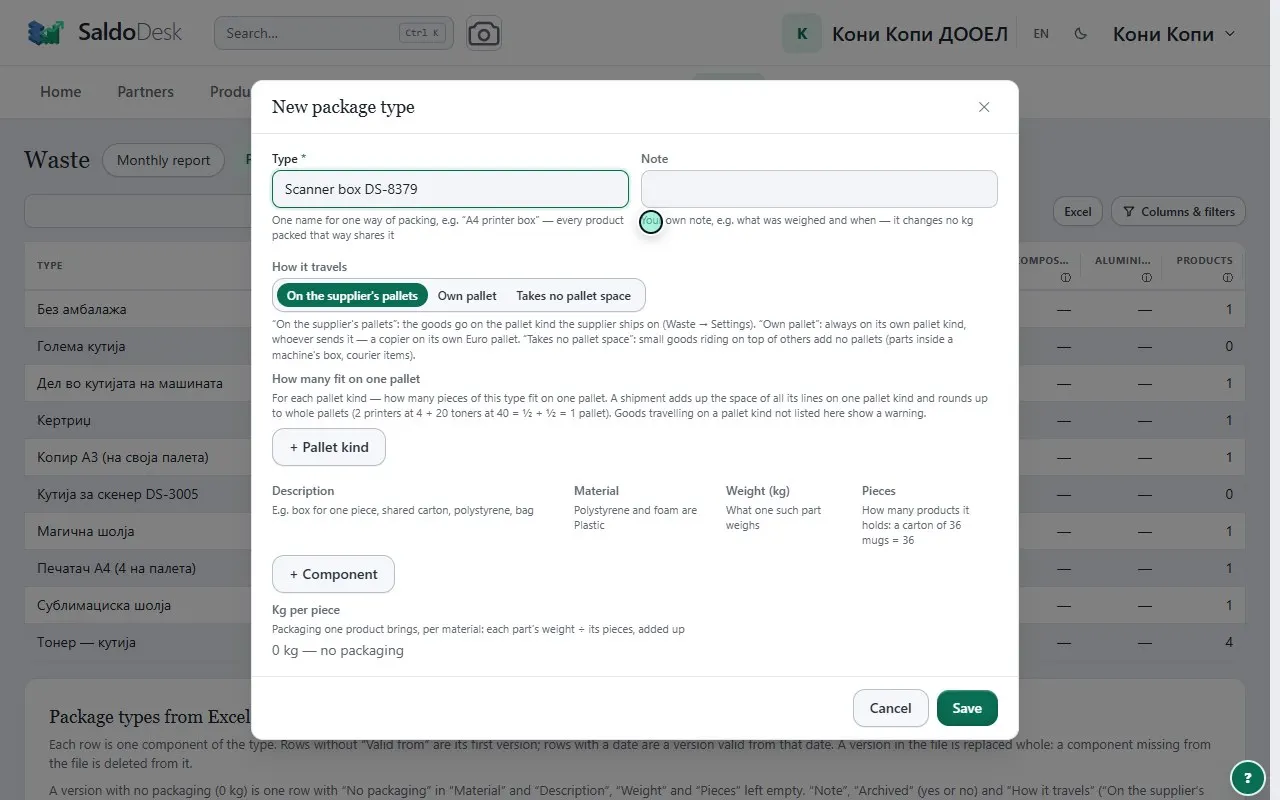 SaldoDesk
Search...
Ctrl K
K
Кони Копи ДООЕЛ
EN
Кони Копи
Home
Partners
New package type
Waste
Monthly report
Type *
Note
Scanner box DS-8379
One name for one way of packing, e.g. "A4 printer box" — every product
packed that way shares it
own note, e.g. what was weighed and when — it changes no kg
Excel
Columns & filters
How it travels
On the supplier's pallets
Own pallet
Takes no pallet space
"On the supplier's pallets": the goods go on the pallet kind the supplier ships on (Waste → Settings). "Own pallet": always on its own pallet kind,
whoever sends it — a copier on its own Euro pallet. "Takes no pallet space": small goods riding on top of others add no pallets (parts inside a
machine's box, courier items).
How many fit on one pallet
For each pallet kind — how many pieces of this type fit on one pallet. A shipment adds up the space of all its lines on one pallet kind and rounds up
to whole pallets (2 printers at 4 + 20 toners at 40 = ½ + ½ = 1 pallet). Goods travelling on a pallet kind not listed here show a warning.
+ Pallet kind
Description
Material
Weight (kg)
Pieces
E.g. box for one piece, shared carton, polystyrene, bag
Polystyrene and foam are
Plastic
What one such part
weighs
How many products it
holds: a carton of 36
mugs = 36
+ Component
Kg per piece
Packaging one product brings, per material: each part's weight ÷ its pieces, added up
0 kg — no packaging
Cancel
Save
TYPE
ALUMINI...
PRODUCTS
Без амбалажа
— — 1
Голема кутија
— — 0
Дел во кутијата на машината
— — 1
Кертриџ
— — 1
Копир А3 (на своја палета)
— — 1
Кутија за скенер DS-3005
— — 0
Магична шолја
— — 1
Печатач А4 (4 на палета)
— — 1
Сублимациска шолја
— — 1
Тонер — кутија
— — 4
Package types from Excel
Each row is one component of the type. Rows without "Valid from" are its first version; rows with a date are a version valid from that date. A version in the file is replaced whole: a component missing from
the file is deleted from it.
A version with no packaging (0 kg) is one row with "No packaging" in "Material" and "Description", "Weight" and "Pieces" left empty. "Note", "Archived" (yes or no) and "How it travels" ("On the supplier's
?